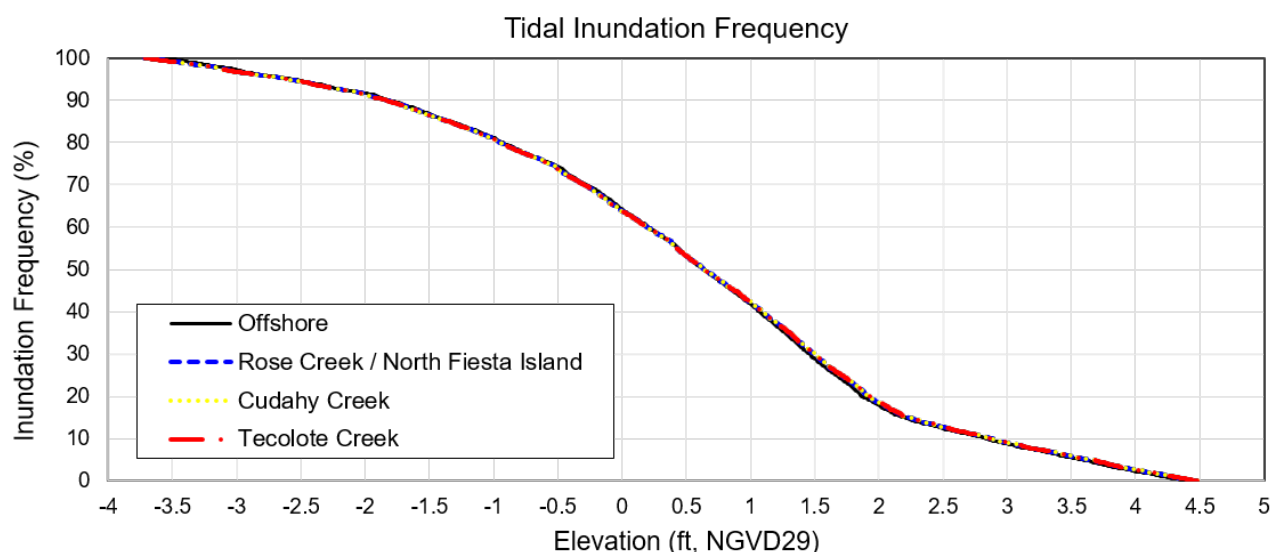 Tidal Inundation Frequency
Inundation Frequency (%)
100
90
80
70
60
50
40
30
20
10
0
Offshore
Rose Creek / North Fiesta Island
Cudahy Creek
Tecolote Creek
-4 -3.5 -3 -2.5 -2 -1.5 -1 -0.5 0 0.5 1 1.5 2 2.5 3 3.5 4 4.5 5
Elevation (ft, NGVD29)